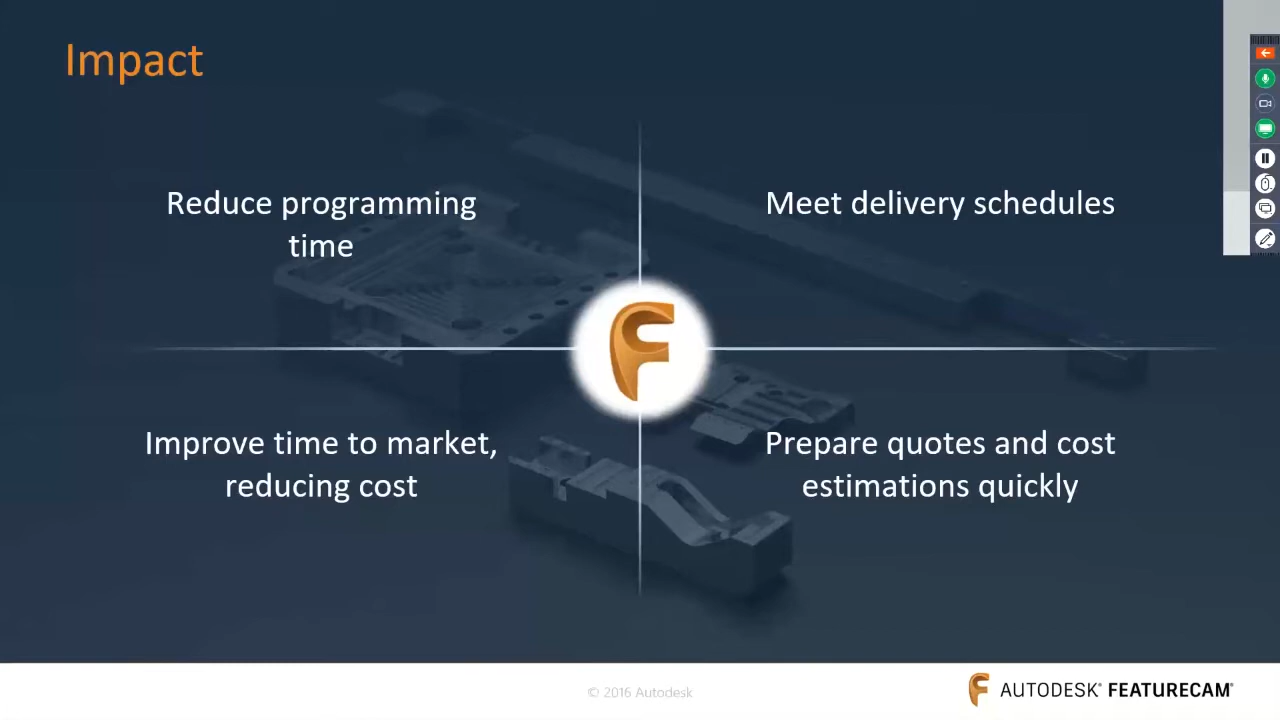 Impact
Reduce programming
time
Meet delivery schedules
Improve time to market,
reducing cost
Prepare quotes and cost
estimations quickly
© 2016 Autodesk
AUTODESK® FEATURECAM®